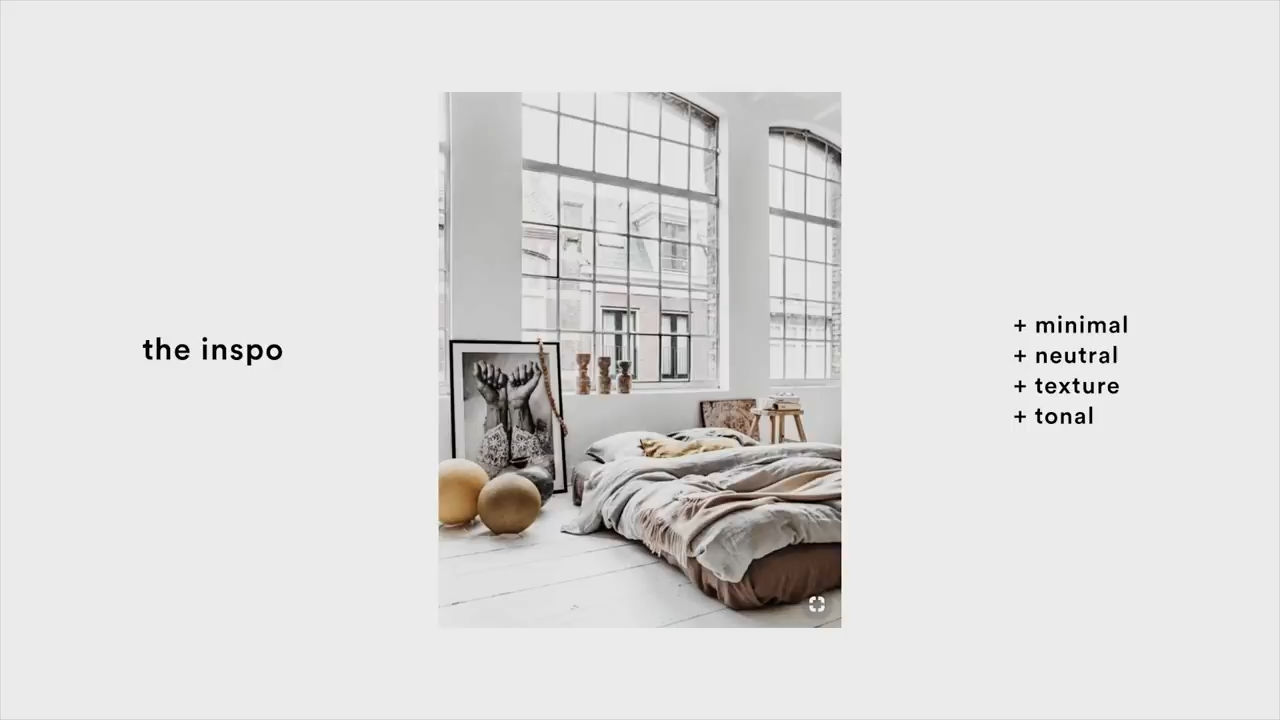 the inspo
+ minimal
+ neutral
+ texture
+ tonal